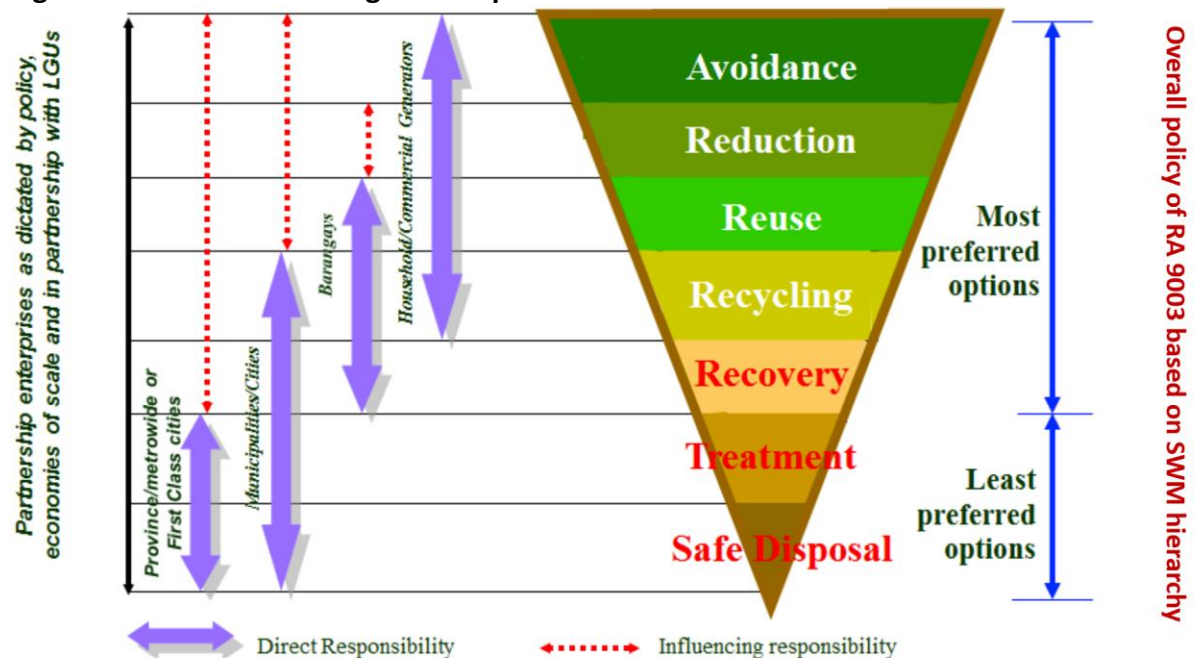 Partnership enterprises as dictated by policy,
economies of scale and in partnership with LGUs
Province/metrowide or
First Class cities
Municipalities/Cities
Barangays
Household/Commercial Generators
Avoidance
Reduction
Reuse
Recycling
Recovery
Treatment
Safe Disposal
Most
preferred
options
Least
preferred
options
Overall policy of RA 9003 based on SWM hierarchy
Direct Responsibility
Influencing responsibility